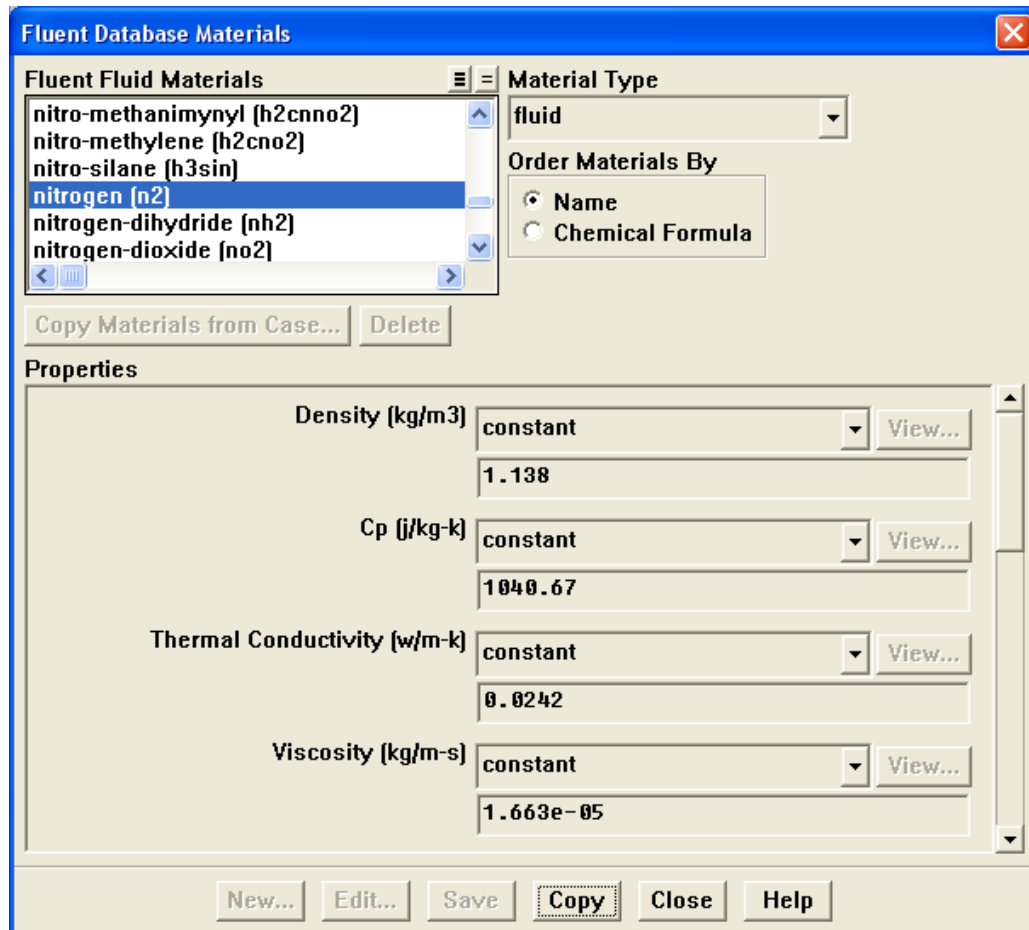 Fluent Database Materials
Fluent Fluid Materials
nitro-methanimynyl (h2cnno2)
nitro-methylene (h2cno2)
nitro-silane (h3sin)
nitrogen (n2)
nitrogen-dihydride (nh2)
nitrogen-dioxide (no2)
Material Type
fluid
Order Materials By
Name
Chemical Formula
Copy Materials from Case... Delete
Properties
Density (kg/m3) constant View...
1.138
Cp (j/kg-k) constant View...
1040.67
Thermal Conductivity (w/m-k) constant View...
0.0242
Viscosity (kg/m-s) constant View...
1.663e-05
New... Edit... Save Copy Close Help